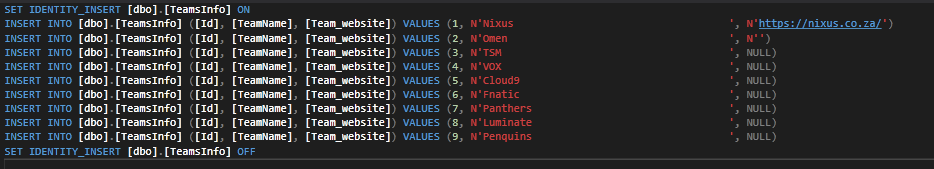 SET IDENTITY_INSERT [dbo].[TeamsInfo] ON
INSERT INTO [dbo].[TeamsInfo] ([Id], [TeamName], [Team_website]) VALUES (1, N'Nixus                                   ', N'https://nixus.co.za/')
INSERT INTO [dbo].[TeamsInfo] ([Id], [TeamName], [Team_website]) VALUES (2, N'Omen                                    ', N'')
INSERT INTO [dbo].[TeamsInfo] ([Id], [TeamName], [Team_website]) VALUES (3, N'TSM                                     ', NULL)
INSERT INTO [dbo].[TeamsInfo] ([Id], [TeamName], [Team_website]) VALUES (4, N'VOX                                     ', NULL)
INSERT INTO [dbo].[TeamsInfo] ([Id], [TeamName], [Team_website]) VALUES (5, N'Cloud9                                  ', NULL)
INSERT INTO [dbo].[TeamsInfo] ([Id], [TeamName], [Team_website]) VALUES (6, N'Fnatic                                  ', NULL)
INSERT INTO [dbo].[TeamsInfo] ([Id], [TeamName], [Team_website]) VALUES (7, N'Panthers                                ', NULL)
INSERT INTO [dbo].[TeamsInfo] ([Id], [TeamName], [Team_website]) VALUES (8, N'Luminate                                ', NULL)
INSERT INTO [dbo].[TeamsInfo] ([Id], [TeamName], [Team_website]) VALUES (9, N'Penquins                                ', NULL)
SET IDENTITY_INSERT [dbo].[TeamsInfo] OFF